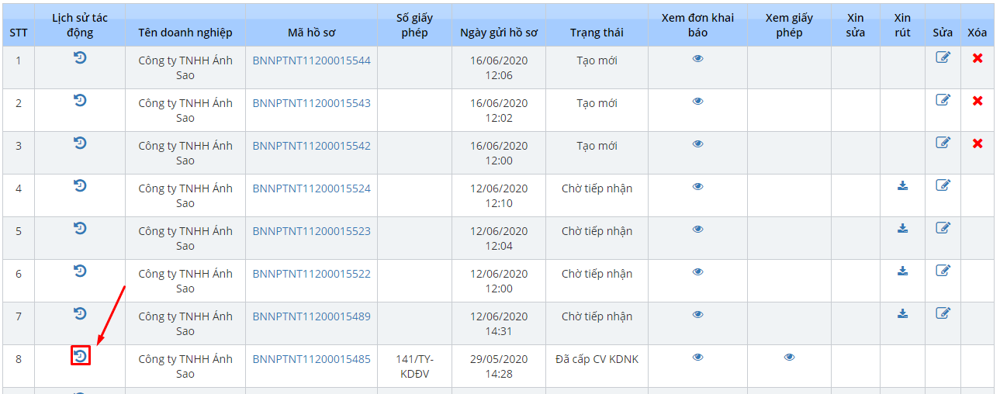 STT Lịch sử tác động Tên doanh nghiệp Mã hồ sơ Số giấy phép Ngày gửi hồ sơ Trạng thái Xem đơn khai báo Xem giấy phép Xin sửa Xin rút Sửa Xóa
1 Công ty TNHH Ánh Sao BNNPTNT11200015544 16/06/2020 12:06 Tạo mới
2 Công ty TNHH Ánh Sao BNNPTNT11200015543 16/06/2020 12:02 Tạo mới
3 Công ty TNHH Ánh Sao BNNPTNT11200015542 16/06/2020 12:00 Tạo mới
4 Công ty TNHH Ánh Sao BNNPTNT11200015524 12/06/2020 12:10 Chờ tiếp nhận
5 Công ty TNHH Ánh Sao BNNPTNT11200015523 12/06/2020 12:04 Chờ tiếp nhận
6 Công ty TNHH Ánh Sao BNNPTNT11200015522 12/06/2020 12:00 Chờ tiếp nhận
7 Công ty TNHH Ánh Sao BNNPTNT11200015489 12/06/2020 14:31 Chờ tiếp nhận
8 Công ty TNHH Ánh Sao BNNPTNT11200015485 141/TY-KDĐV 29/05/2020 14:28 Đã cấp CV KDNK